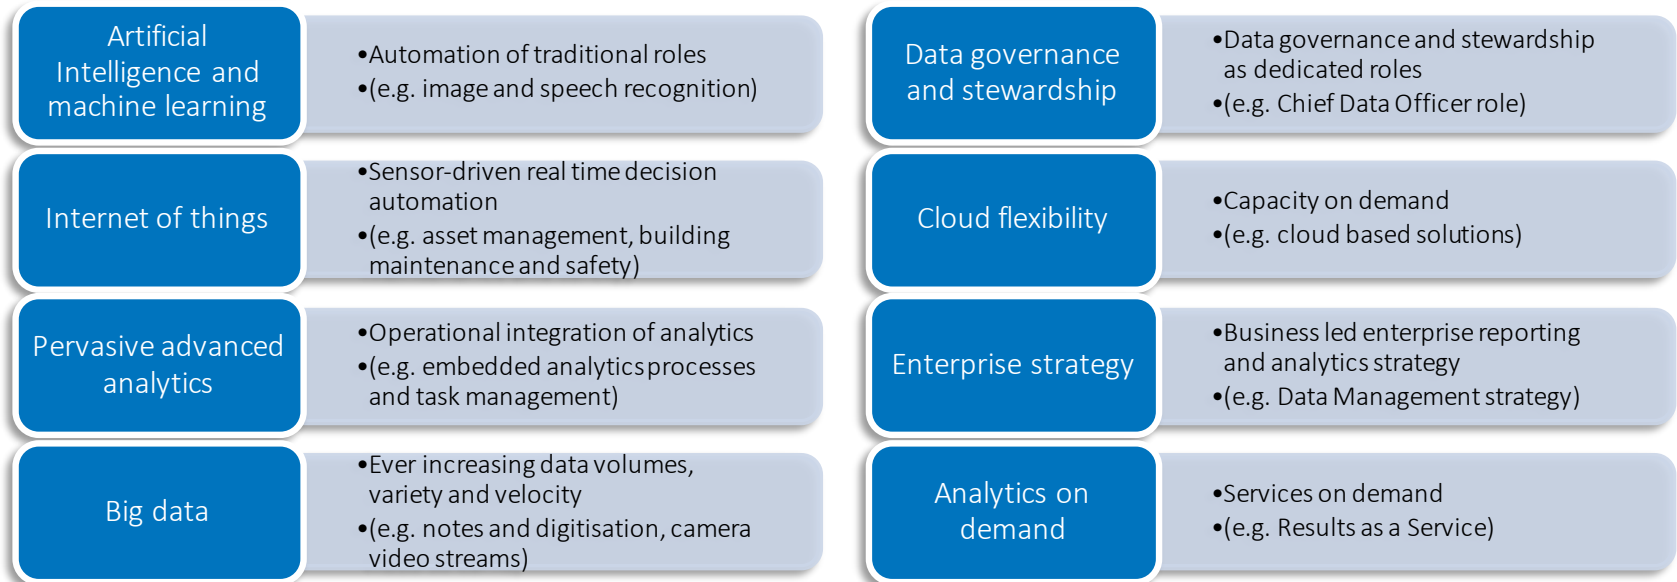 Artificial
Intelligence and
machine learning
•Automation of traditional roles
•(e.g. image and speech recognition)
Internet of things
•Sensor-driven real time decision
automation
•(e.g. asset management, building
maintenance and safety)
Pervasive advanced
analytics
•Operational integration of analytics
•(e.g. embedded analytics processes
and task management)
Big data
•Ever increasing data volumes,
variety and velocity
•(e.g. notes and digitisation, camera
video streams)
Data governance
and stewardship
•Data governance and stewardship
as dedicated roles
•(e.g. Chief Data Officer role)
Cloud flexibility
•Capacity on demand
•(e.g. cloud based solutions)
Enterprise strategy
•Business led enterprise reporting
and analytics strategy
•(e.g. Data Management strategy)
Analytics on
demand
•Services on demand
•(e.g. Results as a Service)